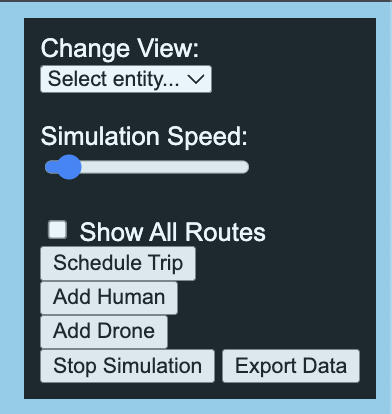 Change View:
Select entity...
Simulation Speed:
Show All Routes
Schedule Trip
Add Human
Add Drone
Stop Simulation Export Data